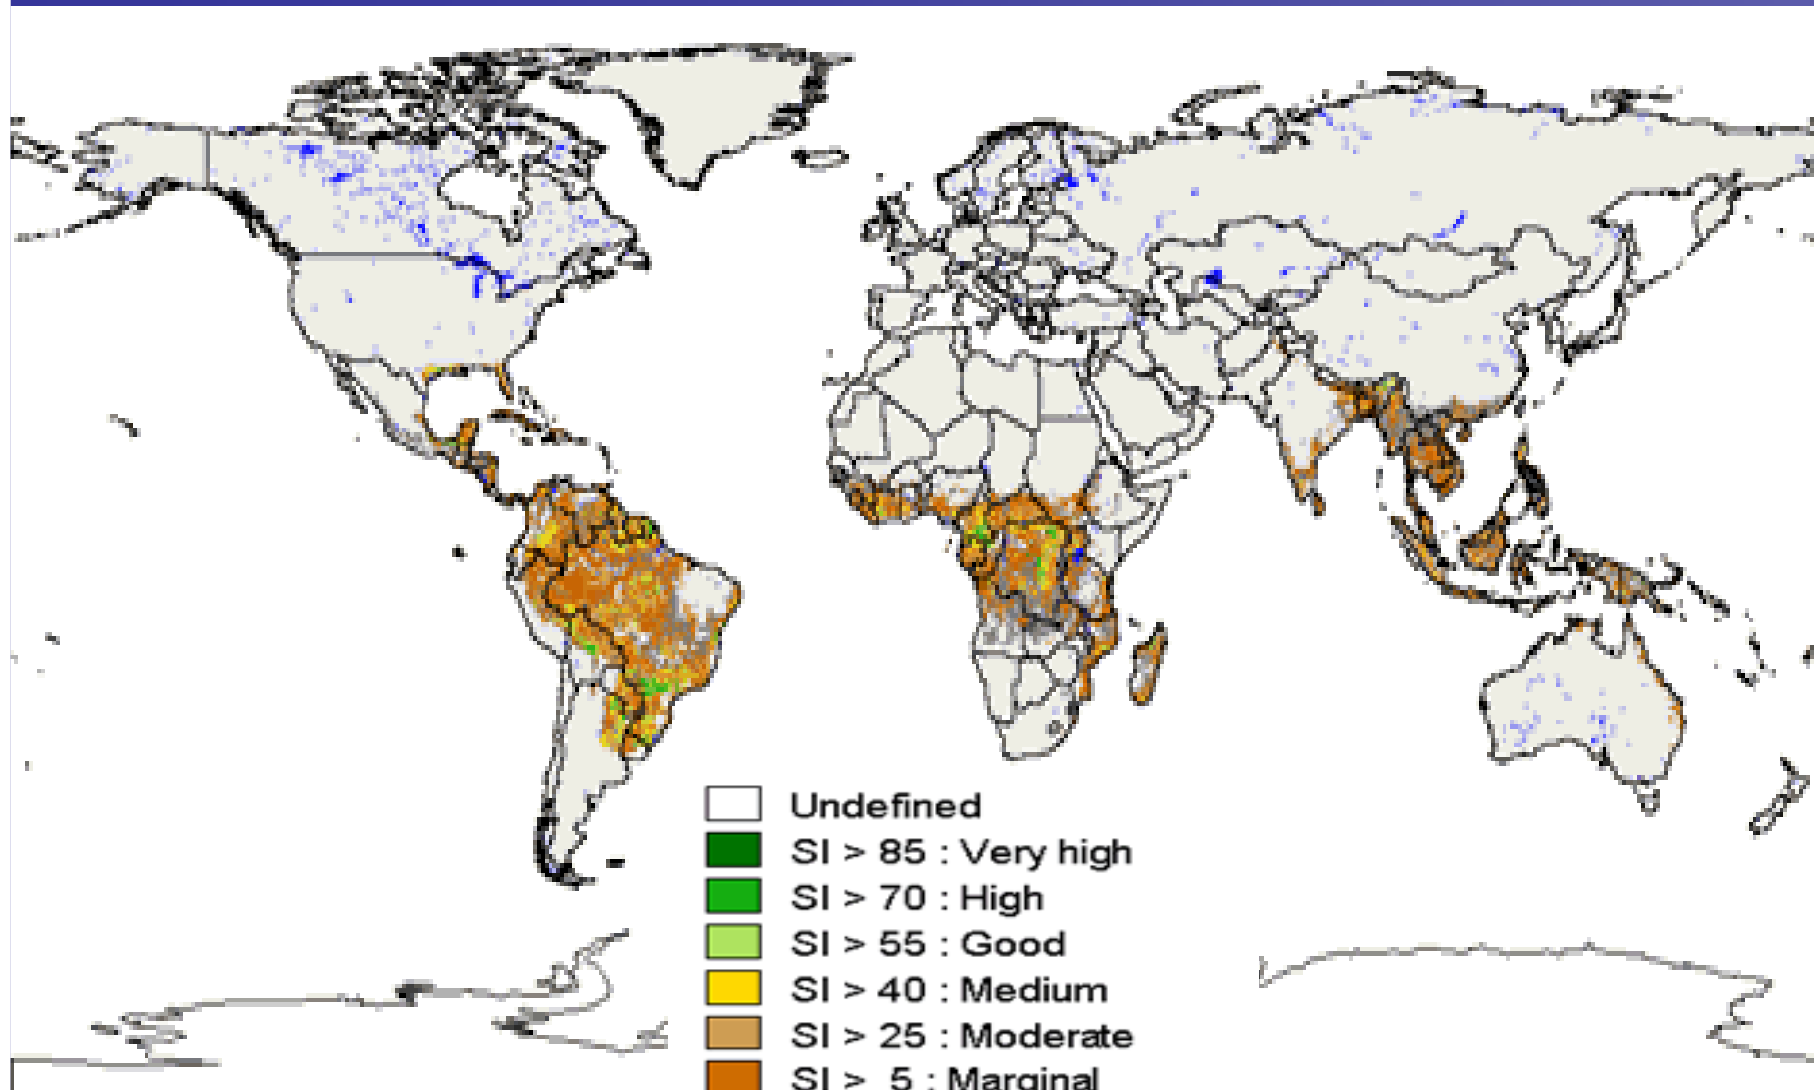 Undefined
SI > 85 : Very high
SI > 70 : High
SI > 55 : Good
SI > 40 : Medium
SI > 25 : Moderate
SI > 5 : Marginal